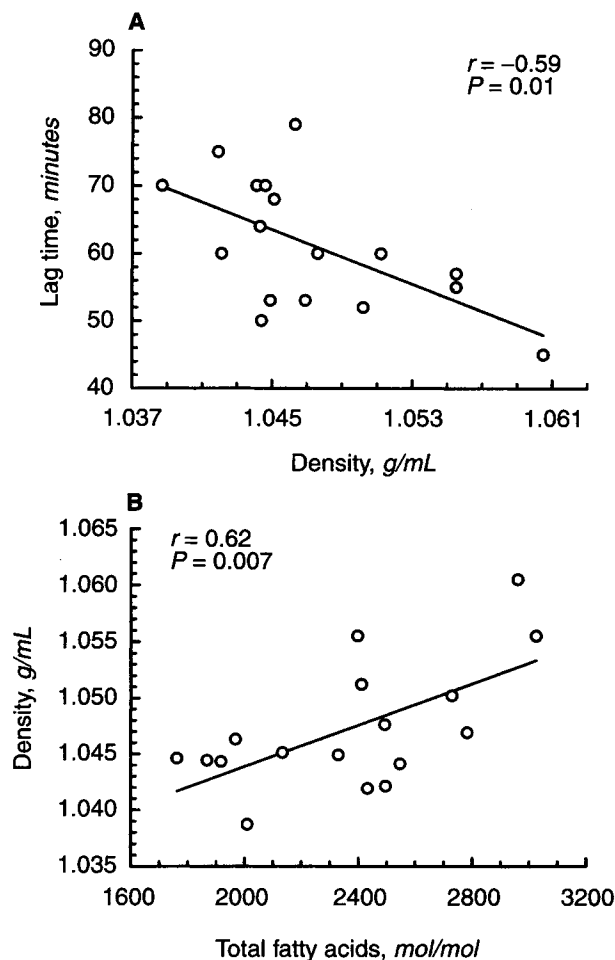 A
90
80
70
60
50
40
Lag time, minutes
r = −0.59
P = 0.01
1.037 1.045 1.053 1.061
Density, g/mL
B
1.065
1.060
1.055
1.050
1.045
1.040
1.035
Density, g/mL
r = 0.62
P = 0.007
1600 2000 2400 2800 3200
Total fatty acids, mol/mol